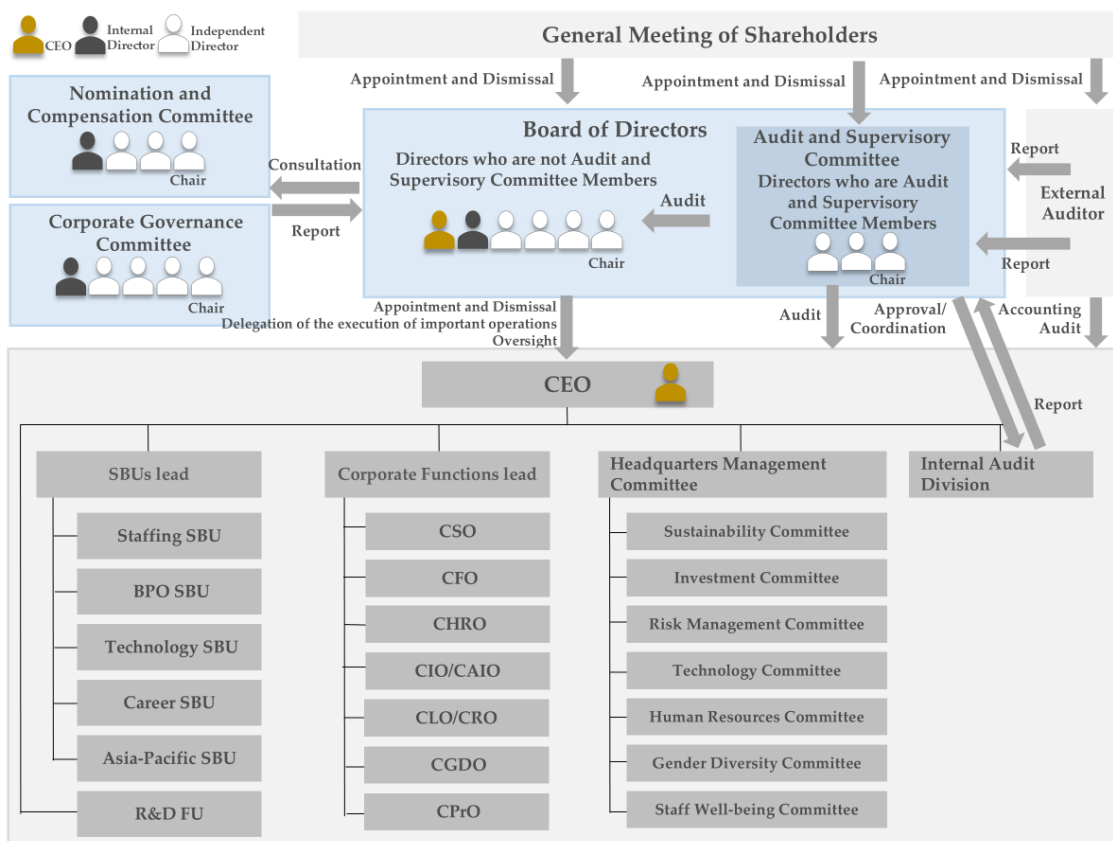 CEO
Internal
Director
Independent
Director
General Meeting of Shareholders
Appointment and Dismissal
Appointment and Dismissal
Appointment and Dismissal
Nomination and
Compensation Committee
Chair
Consultation
Report
Corporate Governance
Committee
Chair
Board of Directors
Directors who are not Audit and
Supervisory Committee Members
Chair
Audit
Audit and Supervisory
Committee
Directors who are Audit
and Supervisory
Committee Members
Chair
Report
External
Auditor
Report
Appointment and Dismissal
Delegation of the execution of important operations
Oversight
Audit
Approval/
Coordination
Accounting
Audit
Report
CEO
SBUs lead
Staffing SBU
BPO SBU
Technology SBU
Career SBU
Asia-Pacific SBU
R&D FU
Corporate Functions lead
CSO
CFO
CHRO
CIO/CAIO
CLO/CRO
CGDO
CPrO
Headquarters Management
Committee
Sustainability Committee
Investment Committee
Risk Management Committee
Technology Committee
Human Resources Committee
Gender Diversity Committee
Staff Well-being Committee
Internal Audit
Division